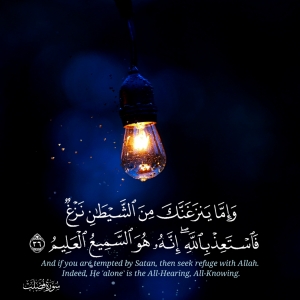 وَإِمَّا يَنزَغَنَّكَ مِنَ ٱلشَّيْطَٰنِ نَزْغٌ
فَٱسْتَعِذْ بِٱللَّهِ ۖ إِنَّهُۥ هُوَ ٱلسَّمِيعُ ٱلْعَلِيمُ ٣٦
And if you are tempted by Satan, then seek refuge with Allah.
Indeed, He 'alone' is the All-Hearing, All-Knowing.
سورة فصلت